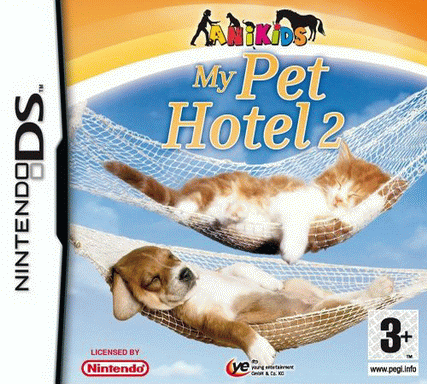 NINTENDO DS™
ANIKIDS
My Pet
Hotel 2
LICENSED BY
Nintendo
ye
young entertainment
GmbH & Co. KG
3+
www.pegi.info